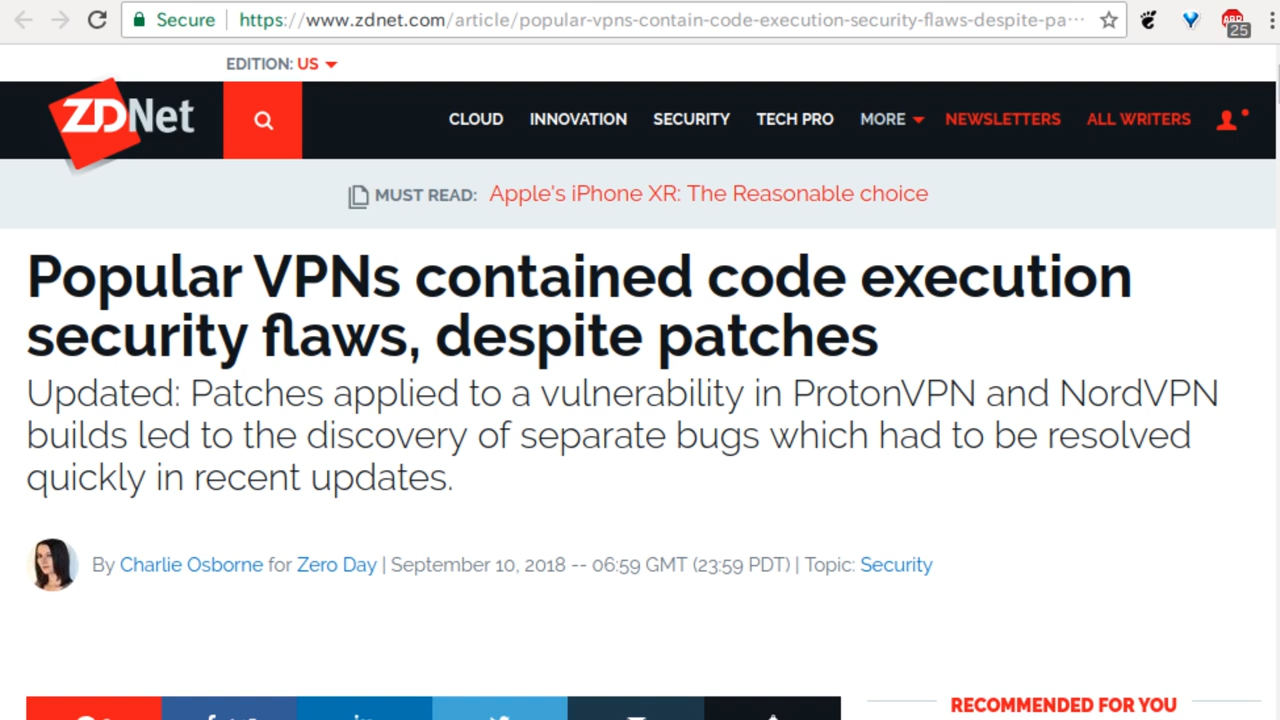 Secure https://www.zdnet.com/article/popular-vpns-contain-code-execution-security-flaws-despite-pa···
ABP
25
EDITION: US
ZDNet
CLOUD INNOVATION SECURITY TECH PRO MORE NEWSLETTERS ALL WRITERS
MUST READ: Apple's iPhone XR: The Reasonable choice
Popular VPNs contained code execution
security flaws, despite patches
Updated: Patches applied to a vulnerability in ProtonVPN and NordVPN
builds led to the discovery of separate bugs which had to be resolved
quickly in recent updates.
By Charlie Osborne for Zero Day | September 10, 2018 -- 06:59 GMT (23:59 PDT) | Topic: Security
RECOMMENDED FOR YOU